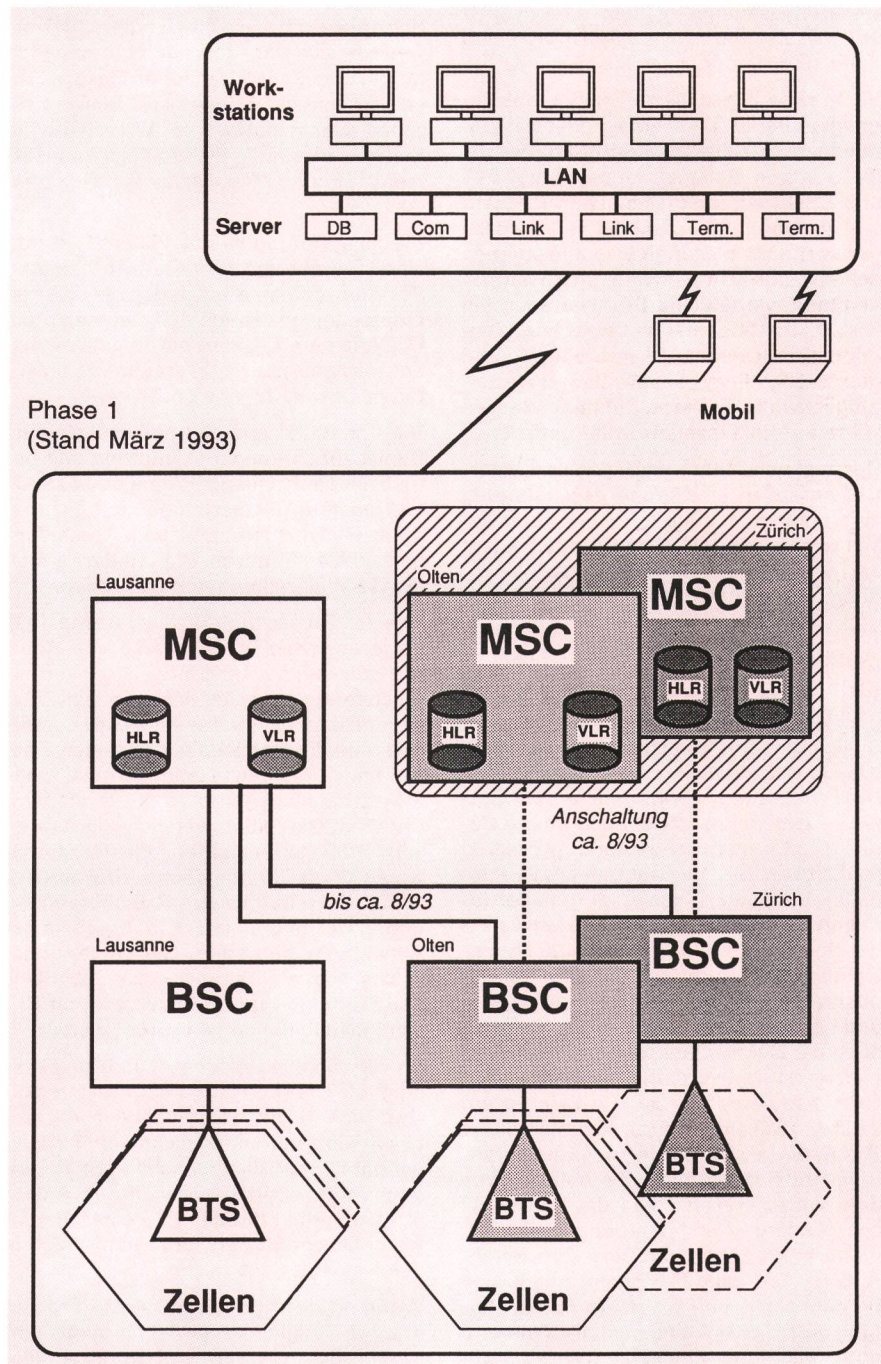 Work-
stations
LAN
Server
DB
Com
Link
Link
Term.
Term.
Mobil
Phase 1
(Stand März 1993)
Zürich
Lausanne
Olten
MSC
MSC
MSC
HLR
VLR
HLR
VLR
HLR
VLR
Anschaltung
ca. 8/93
bis ca. 8/93
Zürich
Lausanne
Olten
BSC
BSC
BSC
BTS
BTS
BTS
Zellen
Zellen
Zellen